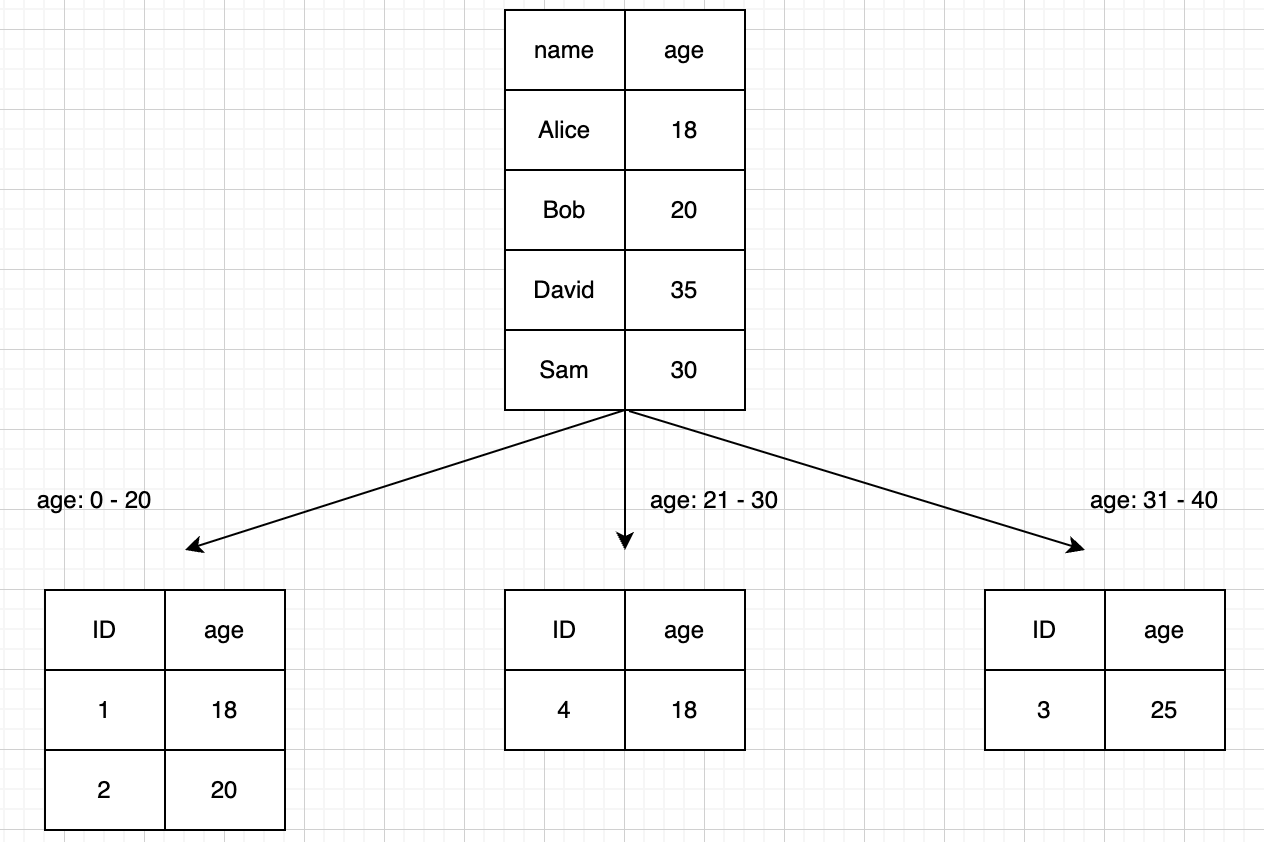 name age
Alice 18
Bob 20
David 35
Sam 30
age: 0 - 20 age: 21 - 30 age: 31 - 40
ID age ID age ID age
1 18 4 18 3 25
2 20